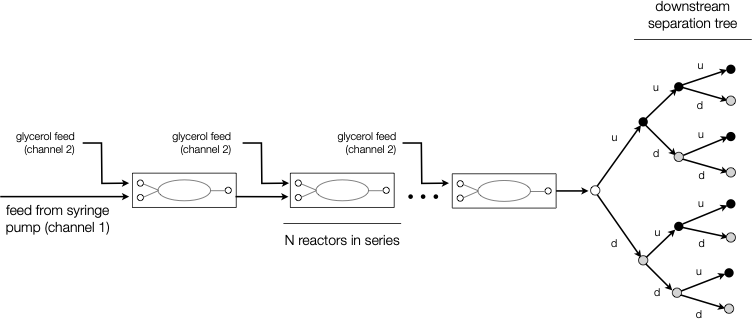 downstream
separation tree
glycerol feed
(channel 2)
glycerol feed
(channel 2)
glycerol feed
(channel 2)
feed from syringe
pump (channel 1)
N reactors in series
u
d
u
d
u
d
u
d
u
d
u
d
u
d